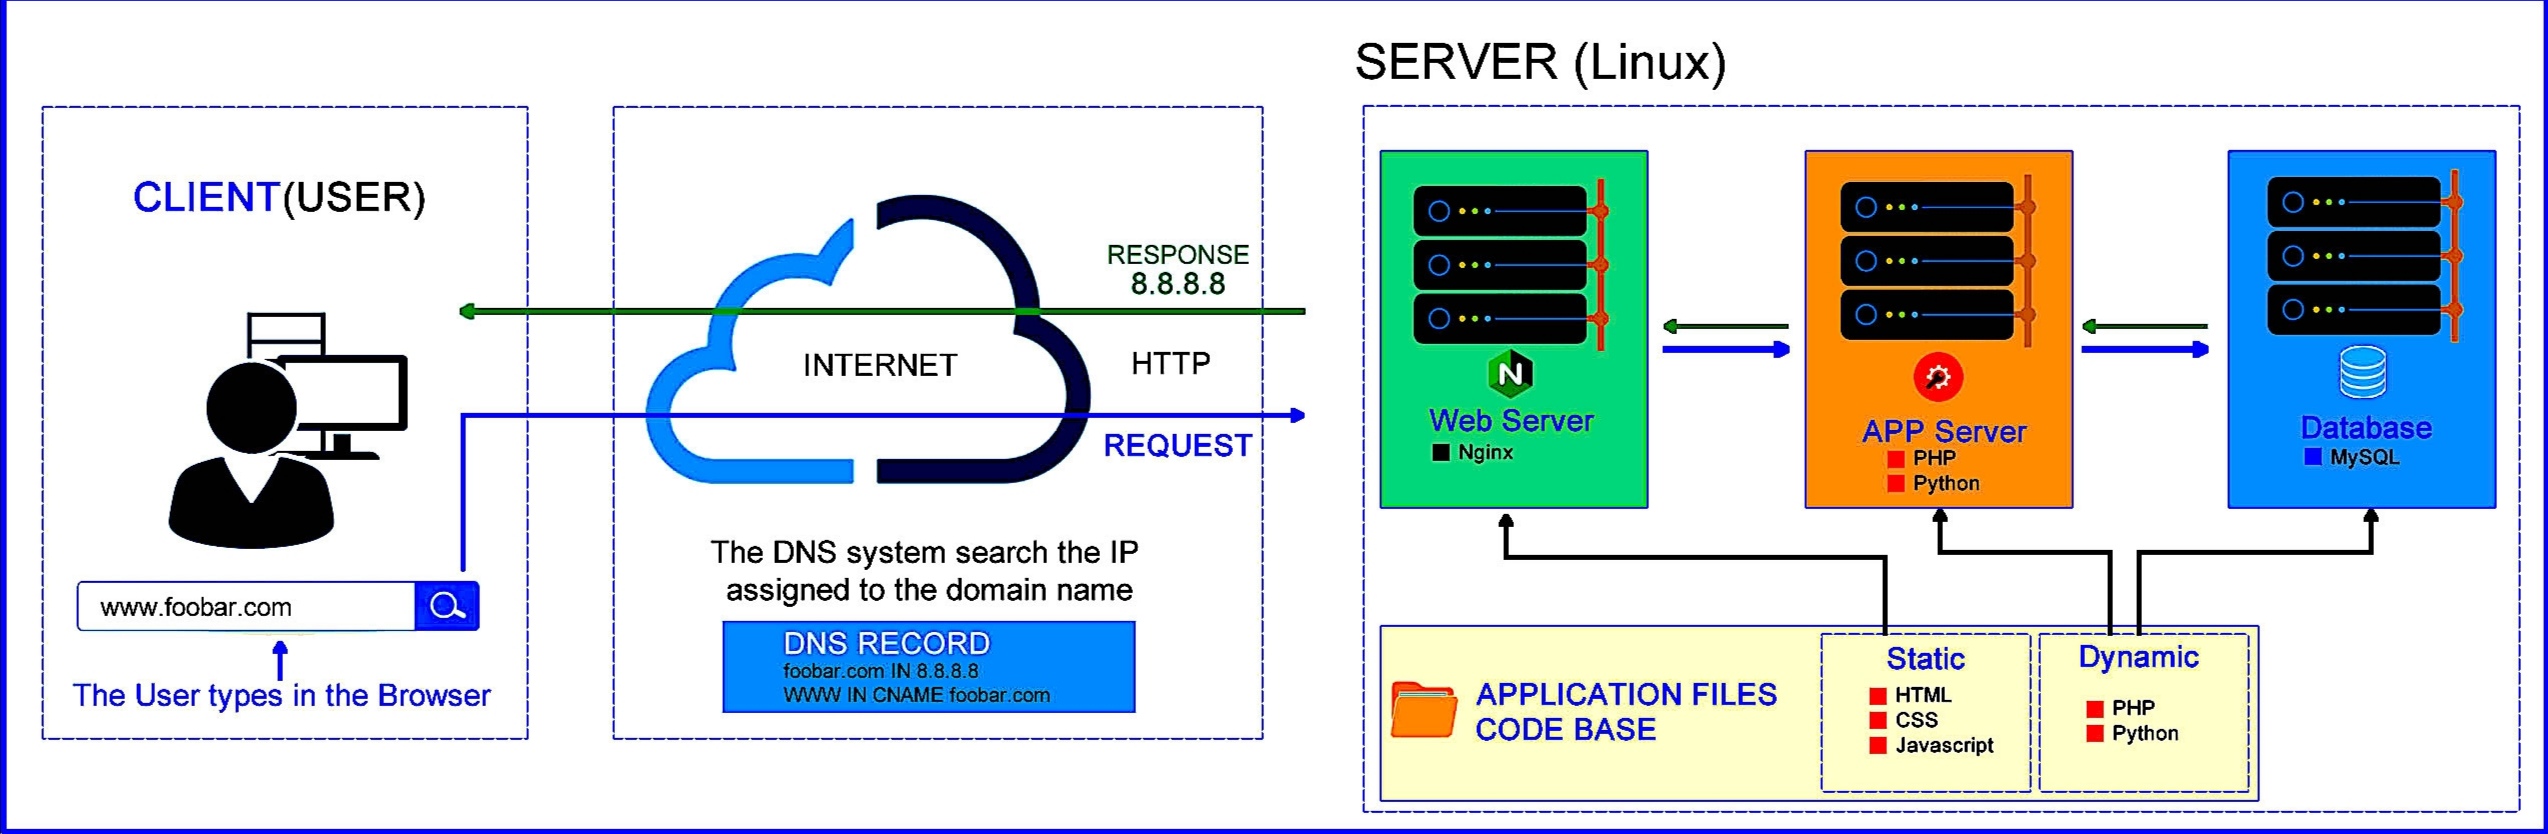 SERVER (Linux)
CLIENT(USER)
www.foobar.com
The User types in the Browser
RESPONSE
8.8.8.8
INTERNET
HTTP
REQUEST
The DNS system search the IP
assigned to the domain name
DNS RECORD
foobar.com IN 8.8.8.8
WWW IN CNAME foobar.com
N
Web Server
Nginx
APP Server
PHP
Python
Database
MySQL
APPLICATION FILES
CODE BASE
Static
HTML
CSS
Javascript
Dynamic
PHP
Python